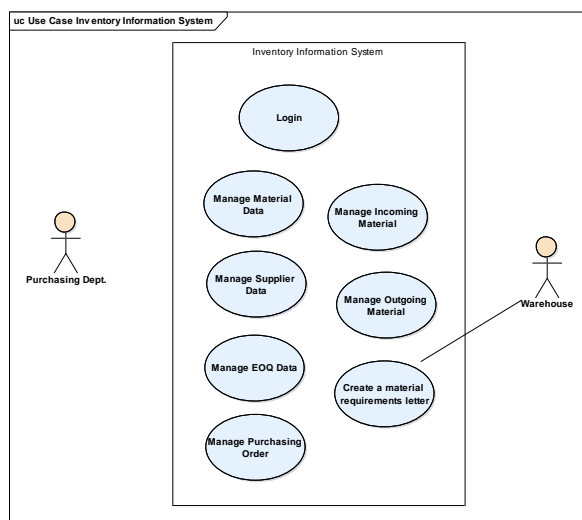 uc Use Case Inventory Information System
Inventory Information System
Login
Manage Material
Data
Manage Incoming
Material
Purchasing Dept.
Manage Supplier
Data
Manage Outgoing
Material
Warehouse
Manage EOQ Data
Create a material
requirements letter
Manage Purchasing
Order